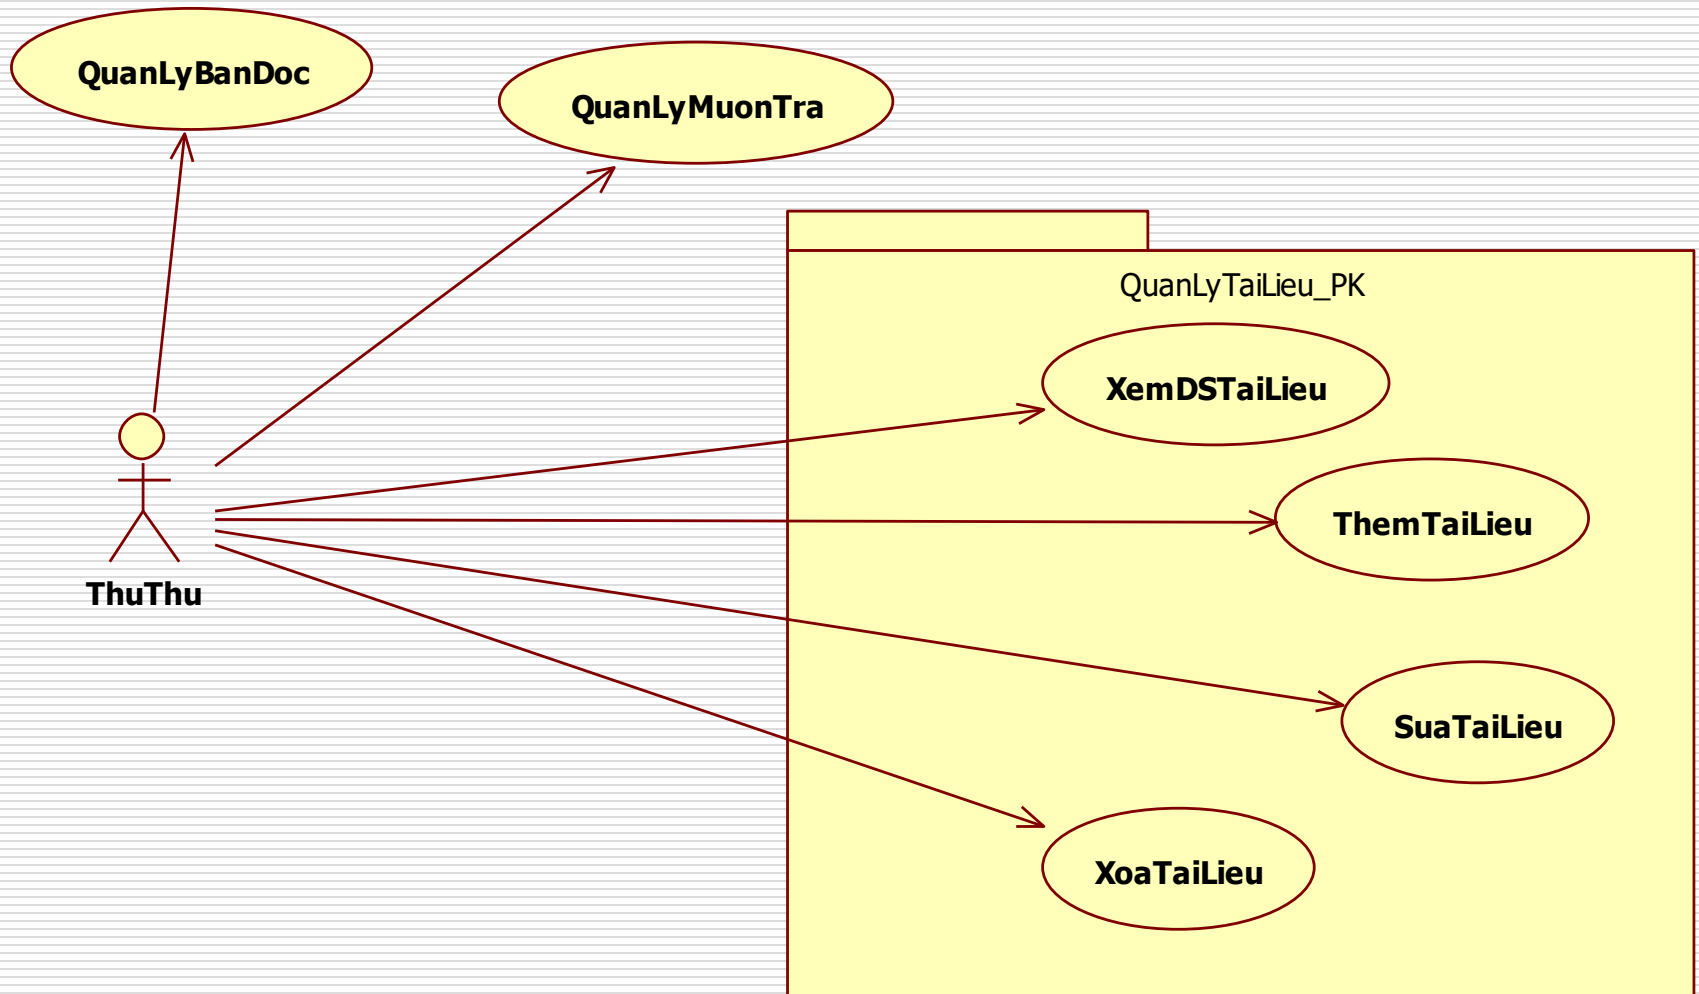 QuanLyBanDoc
QuanLyMuonTra
QuanLyTaiLieu_PK
XemDSTaiLieu
ThemTaiLieu
ThuThu
SuaTaiLieu
XoaTaiLieu